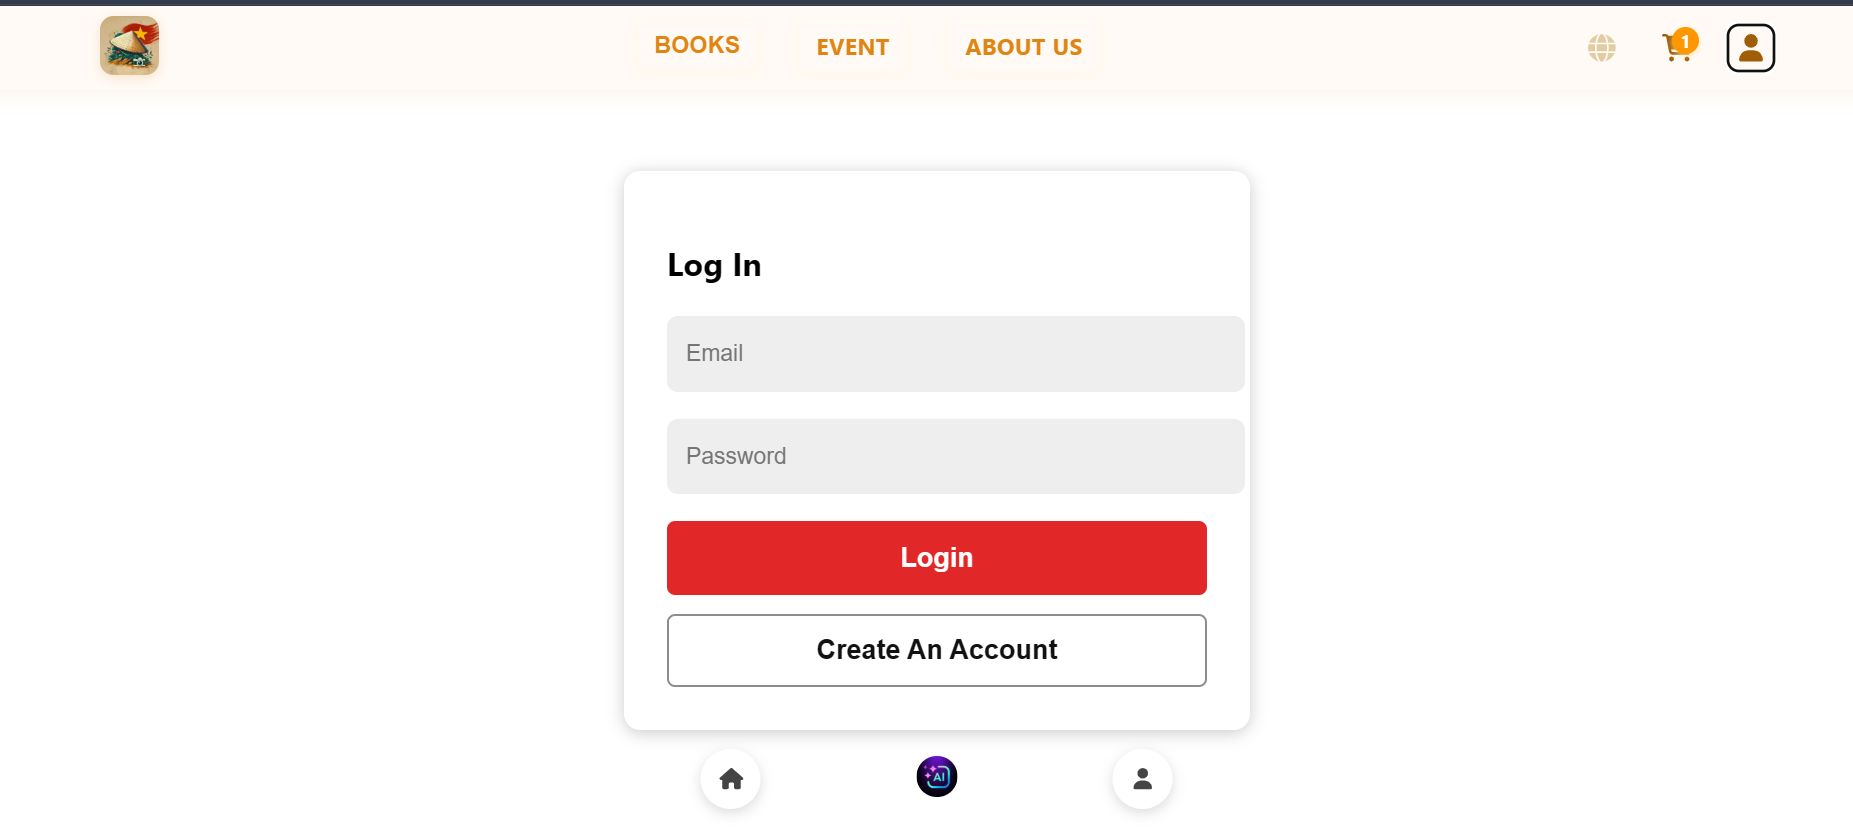 BOOKS EVENT ABOUT US 1
Log In
Email
Password
Login
Create An Account
AI